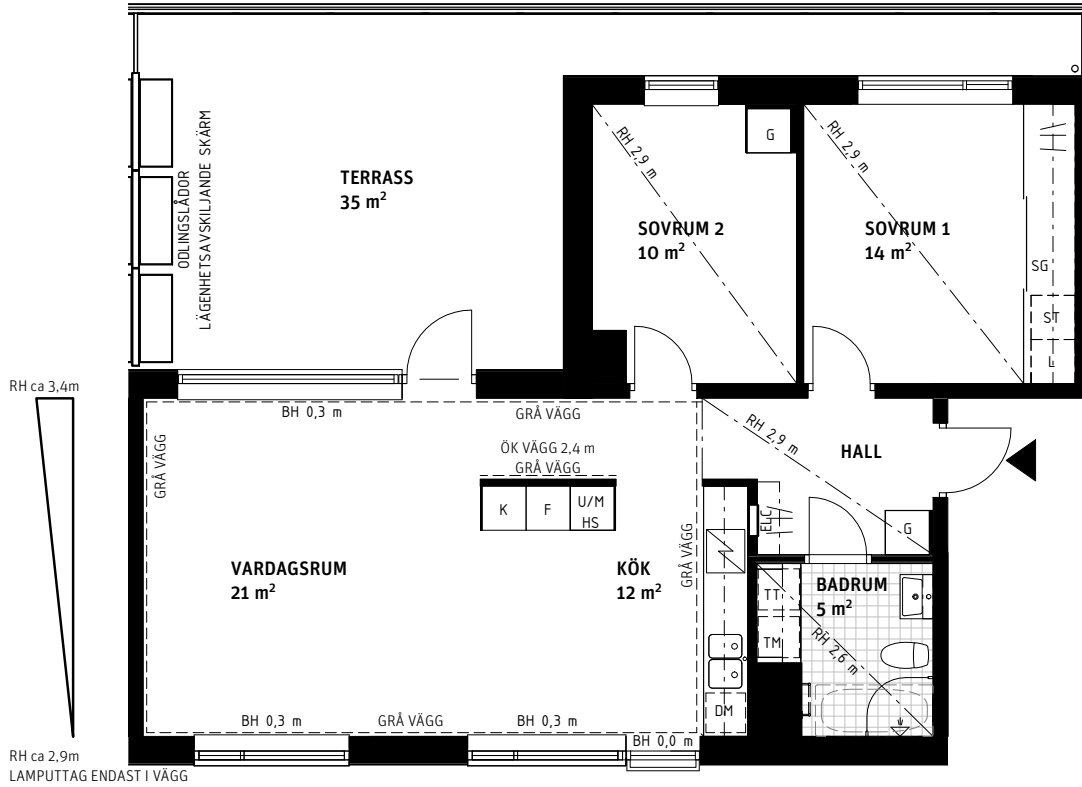 TERRASS
35 m²
ODLINGSLÅDOR
LÄGENHETSAVSKILJANDE SKÄRM
RH 2,9 m
G
SOVRUM 2
10 m²
RH 2,9 m
SOVRUM 1
14 m²
SG
ST
L
RH ca 3,4m
BH 0,3 m
GRÅ VÄGG
GRÅ VÄGG
ÖK VÄGG 2,4 m
GRÅ VÄGG
K
F
U/M
HS
GRÅ VÄGG
RH 2,9 m
HALL
ELC
G
VARDAGSRUM
21 m²
KÖK
12 m²
BADRUM
5 m²
TT
TM
RH 2,6 m
DM
BH 0,3 m
GRÅ VÄGG
BH 0,3 m
BH 0,0 m
RH ca 2,9m
LAMPUTTAG ENDAST I VÄGG